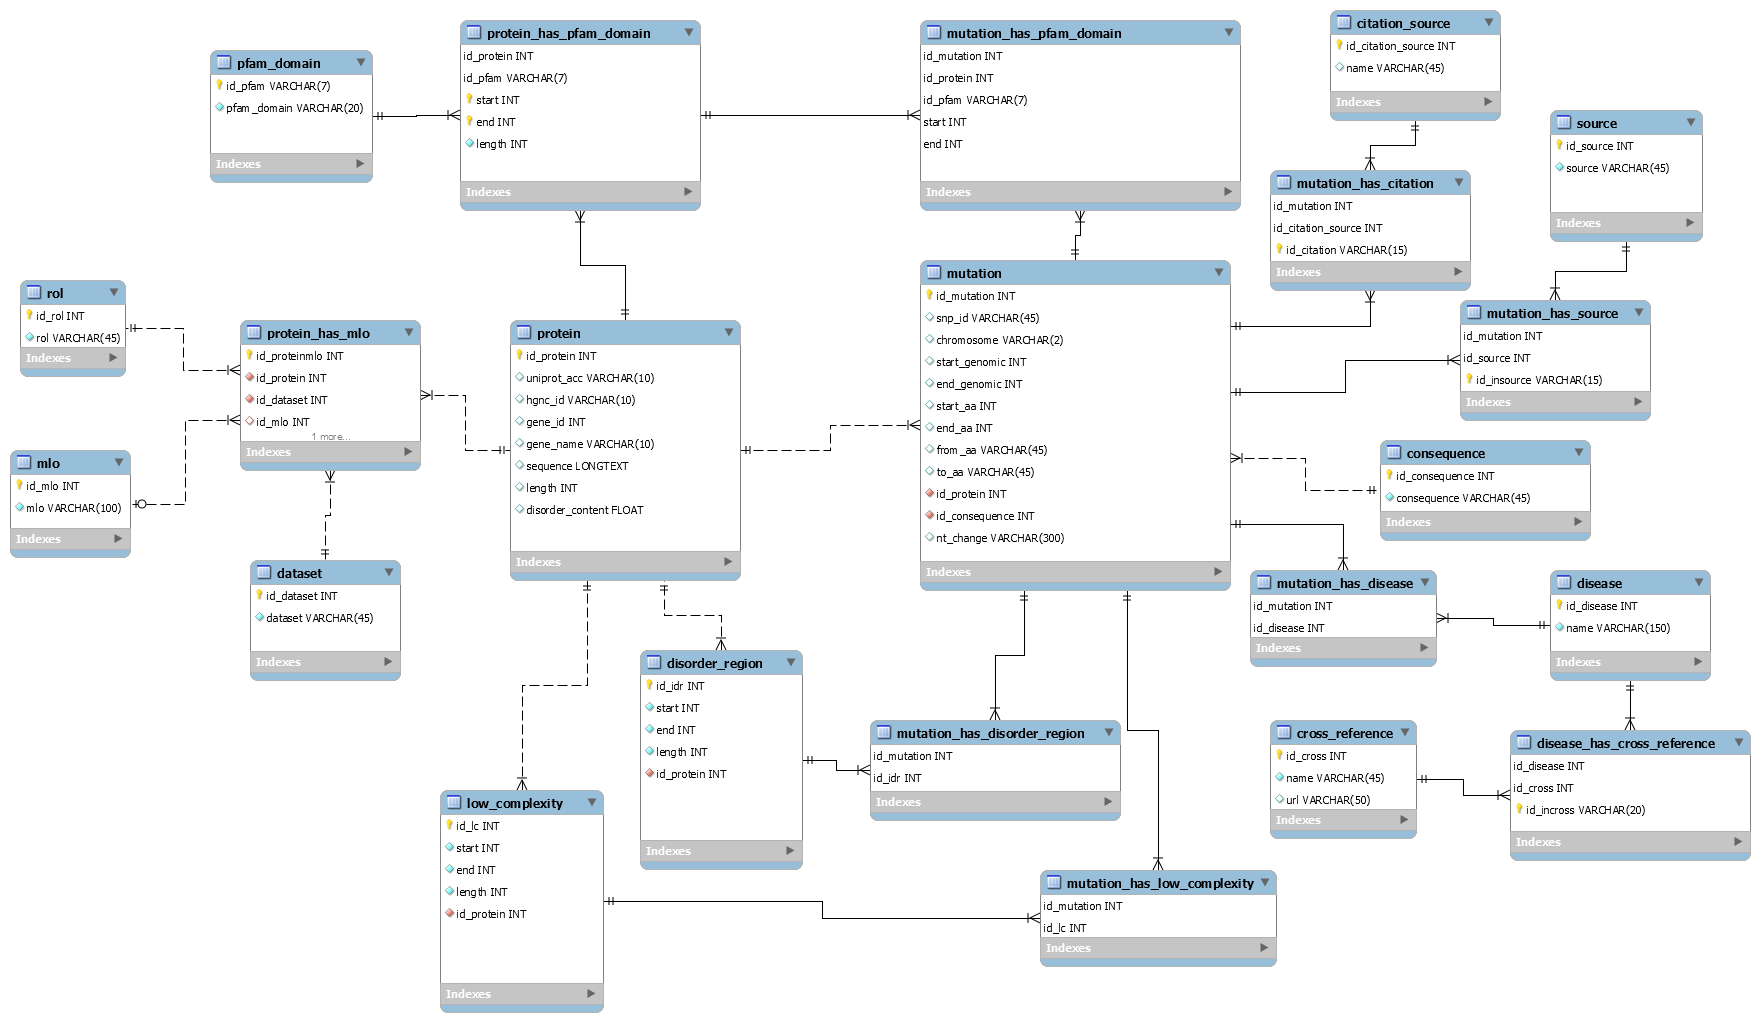 pfam_domain
id_pfam VARCHAR(7)
pfam_domain VARCHAR(20)
Indexes
protein_has_pfam_domain
id_protein INT
id_pfam VARCHAR(7)
start INT
end INT
length INT
Indexes
mutation_has_pfam_domain
id_mutation INT
id_protein INT
id_pfam VARCHAR(7)
start INT
end INT
Indexes
citation_source
id_citation_source INT
name VARCHAR(45)
Indexes
source
id_source INT
source VARCHAR(45)
Indexes
mutation_has_citation
id_mutation INT
id_citation_source INT
id_citation VARCHAR(15)
Indexes
rol
id_rol INT
rol VARCHAR(45)
Indexes
protein_has_mlo
id_proteinmlo INT
id_protein INT
id_dataset INT
id_mlo INT
1 more...
Indexes
protein
id_protein INT
uniprot_acc VARCHAR(10)
hgnc_id VARCHAR(10)
gene_id INT
gene_name VARCHAR(10)
sequence LONGTEXT
length INT
disorder_content FLOAT
Indexes
mutation
id_mutation INT
snp_id VARCHAR(45)
chromosome VARCHAR(2)
start_genomic INT
end_genomic INT
start_aa INT
end_aa INT
from_aa VARCHAR(45)
to_aa VARCHAR(45)
id_protein INT
id_consequence INT
nt_change VARCHAR(300)
Indexes
mutation_has_source
id_mutation INT
id_source INT
id_insource VARCHAR(15)
Indexes
mlo
id_mlo INT
mlo VARCHAR(100)
Indexes
consequence
id_consequence INT
consequence VARCHAR(45)
Indexes
dataset
id_dataset INT
dataset VARCHAR(45)
Indexes
mutation_has_disease
id_mutation INT
id_disease INT
Indexes
disease
id_disease INT
name VARCHAR(150)
Indexes
disorder_region
id_idr INT
start INT
end INT
length INT
id_protein INT
Indexes
mutation_has_disorder_region
id_mutation INT
id_idr INT
Indexes
cross_reference
id_cross INT
name VARCHAR(45)
url VARCHAR(50)
Indexes
disease_has_cross_reference
id_disease INT
id_cross INT
id_incross VARCHAR(20)
Indexes
low_complexity
id_lc INT
start INT
end INT
length INT
id_protein INT
Indexes
mutation_has_low_complexity
id_mutation INT
id_lc INT
Indexes